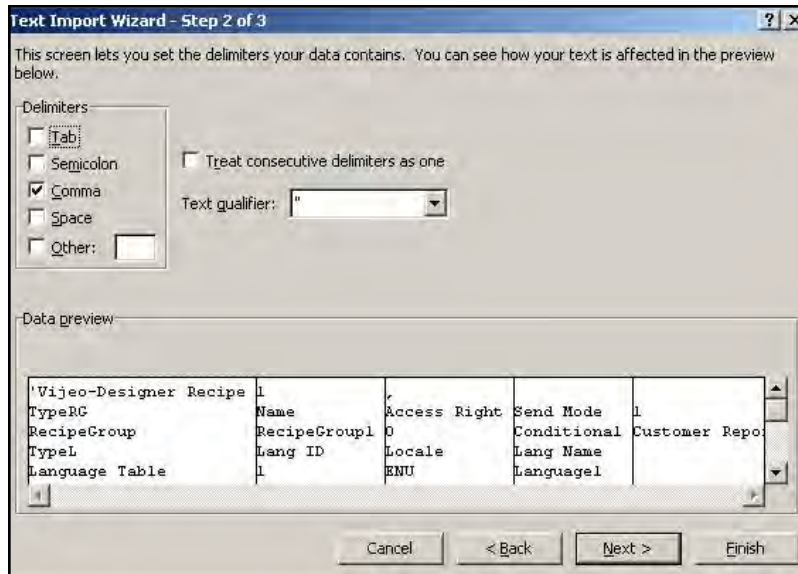 Text Import Wizard - Step 2 of 3
This screen lets you set the delimiters your data contains. You can see how your text is affected in the preview
below.
Delimiters
Tab
Semicolon
Comma
Space
Other:
Treat consecutive delimiters as one
Text qualifier: "
Data preview
'Vijeo-Designer Recipe 1 ,
TypeRG Name Access Right Send Mode 1
RecipeGroup RecipeGroup1 0 Conditional Customer Repo
TypeL Lang ID Locale Lang Name
Language Table 1 ENU Language1
Cancel < Back Next > Finish